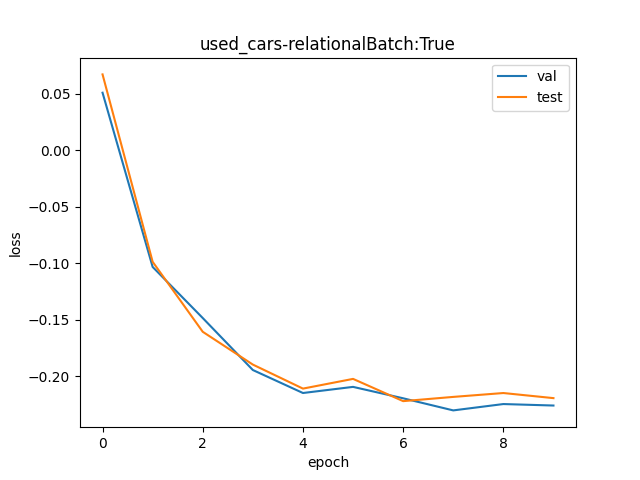 used_cars-relationalBatch:True
val
test
0.05
0.00
−0.05
−0.10
−0.15
−0.20
loss
0 2 4 6 8
epoch